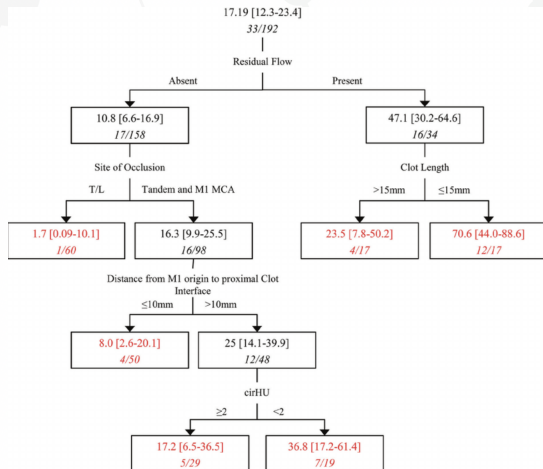 17.19 [12.3-23.4]
33/192
Residual Flow
Absent Present
10.8 [6.6-16.9]
17/158
47.1 [30.2-64.6]
16/34
Site of Occlusion
Clot Length
T/L Tandem and M1 MCA
>15mm ≤15mm
1.7 [0.09-10.1]
1/60
16.3 [9.9-25.5]
16/98
23.5 [7.8-50.2]
4/17
70.6 [44.0-88.6]
12/17
Distance from M1 origin to proximal Clot
Interface
≤10mm >10mm
8.0 [2.6-20.1]
4/50
25 [14.1-39.9]
12/48
cirHU
≥2 <2
17.2 [6.5-36.5]
5/29
36.8 [17.2-61.4]
7/19